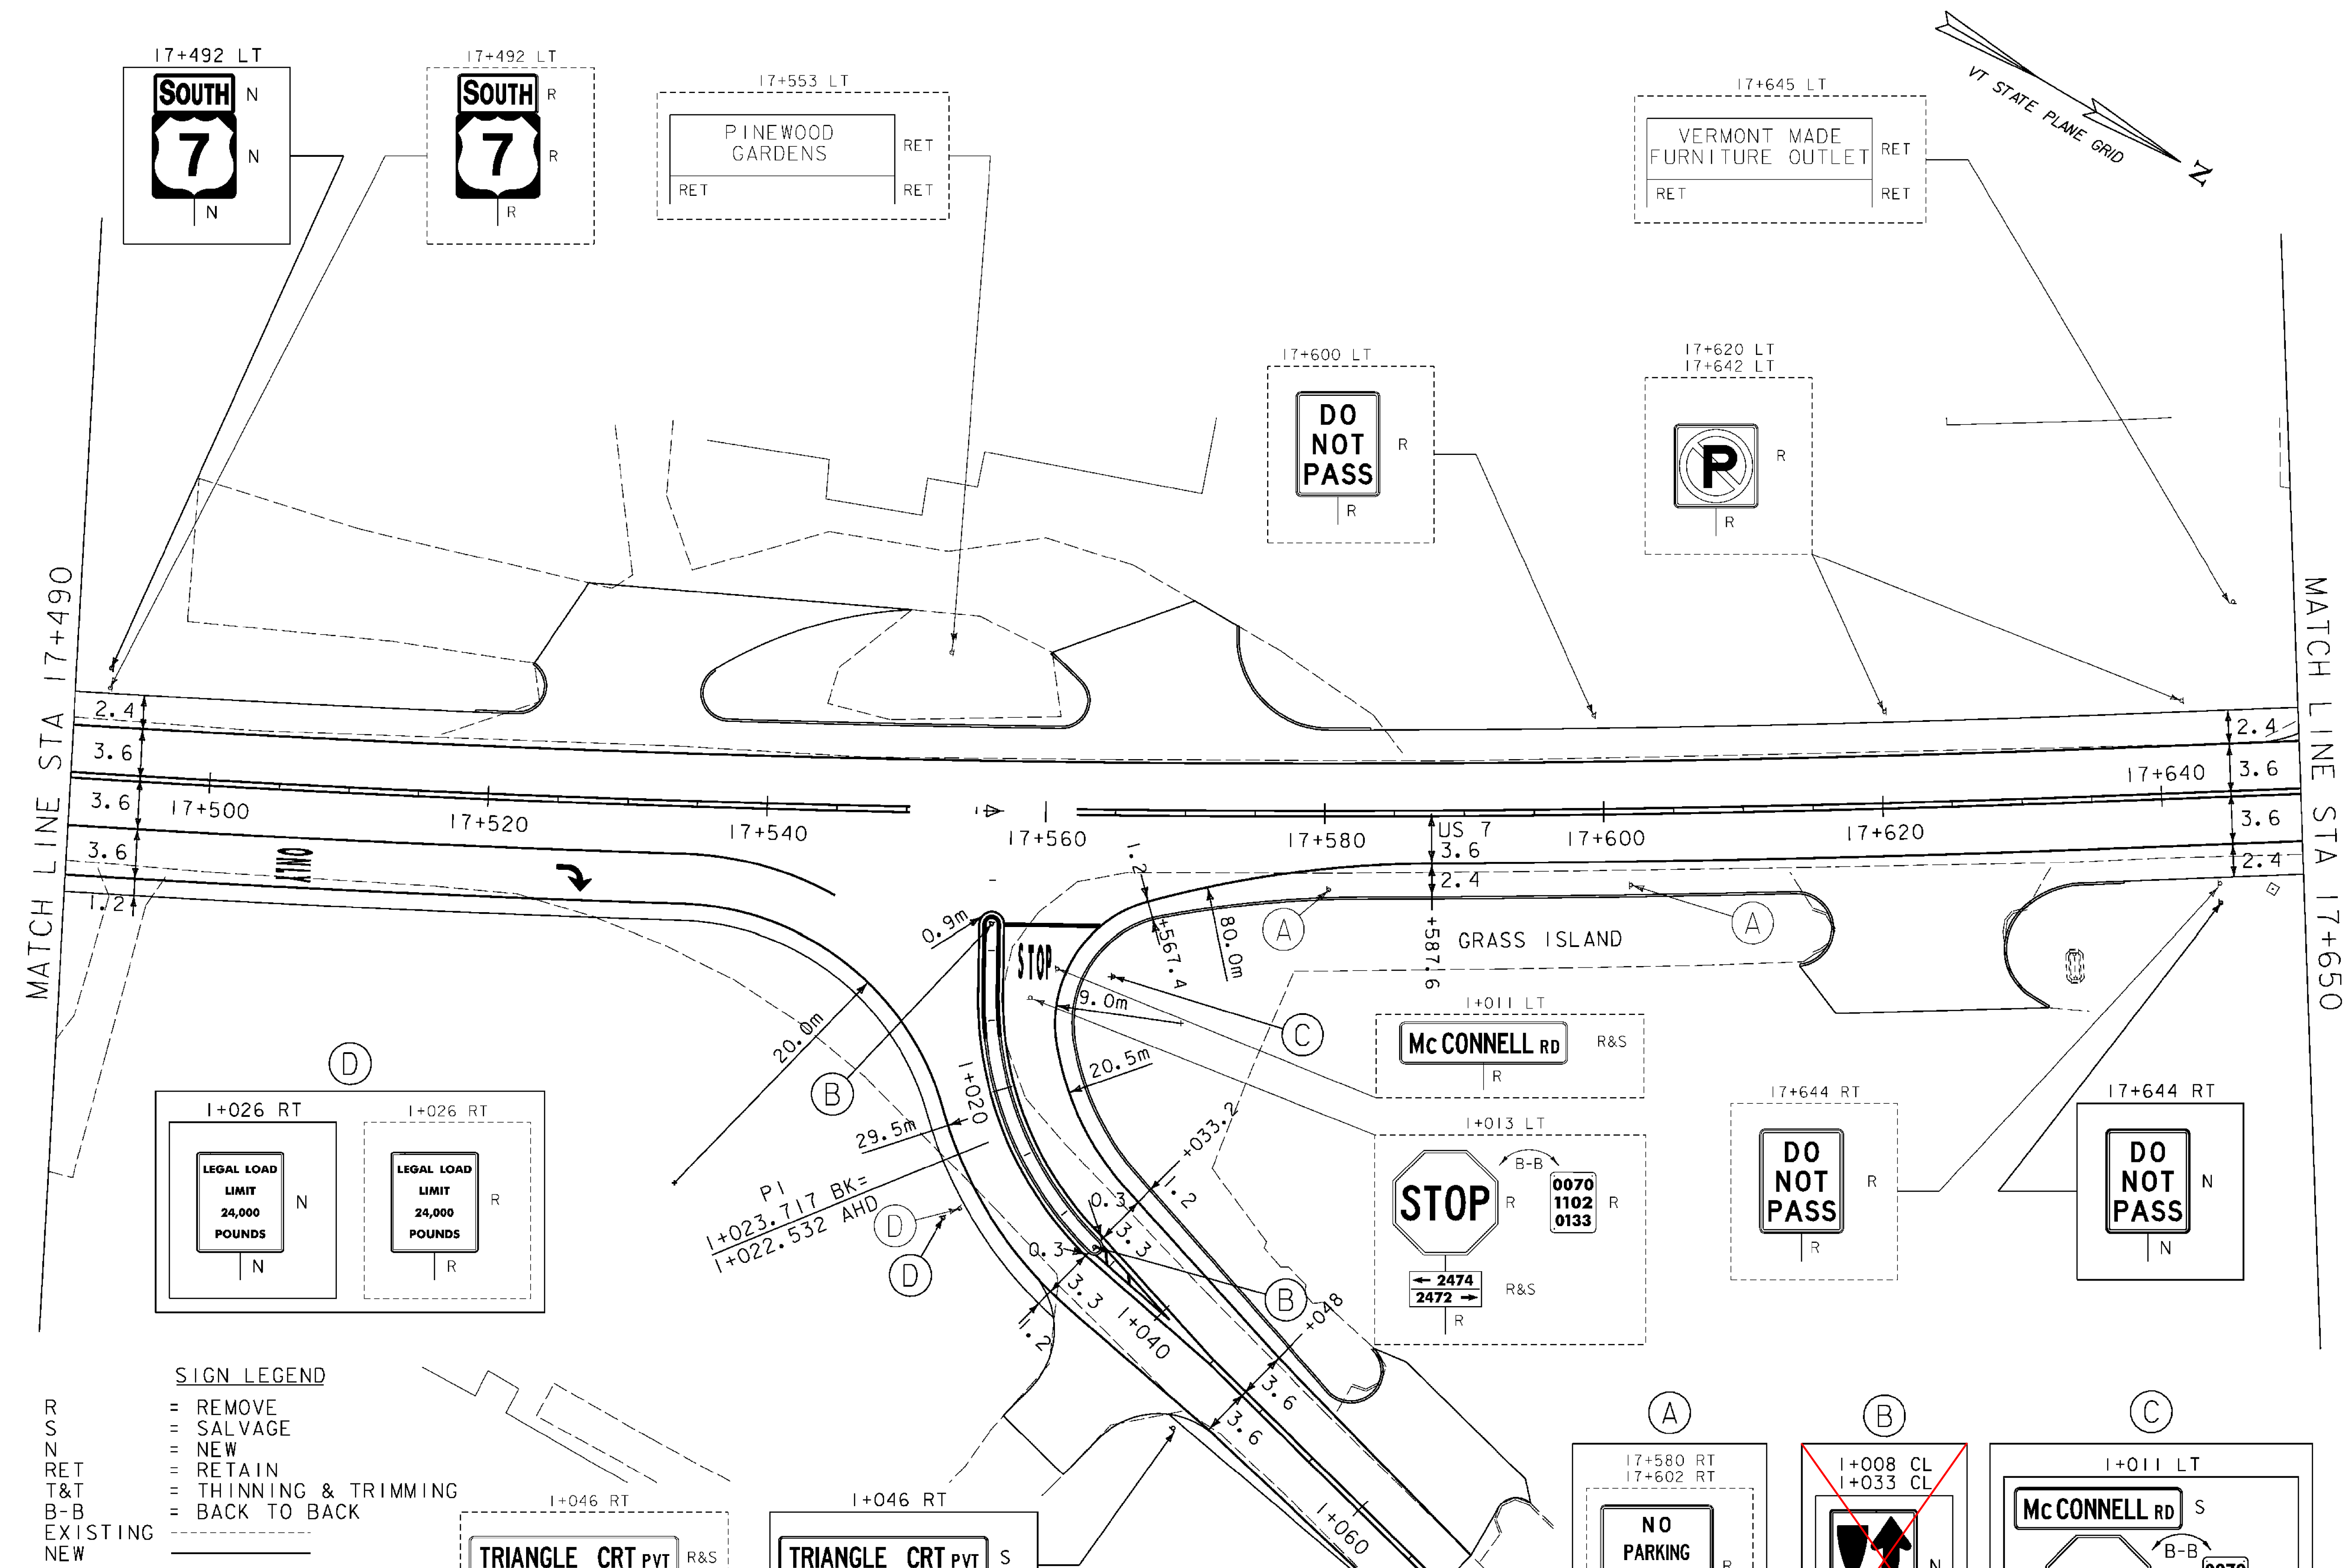 17+492 LT
SOUTH N
7 N
N
17+492 LT
SOUTH R
7 R
R
17+553 LT
PINEWOOD
GARDENS
RET
RET
RET
17+645 LT
VERMONT MADE
FURNITURE OUTLET
RET
RET
RET
VT STATE PLANE GRID
N
17+600 LT
DO
NOT
PASS
R
R
17+620 LT
17+642 LT
P
R
R
MATCH LINE STA 17+490
MATCH LINE STA 17+650
2.4
3.6
3.6
3.6
1.2
17+500
17+520
17+540
17+560
17+580
17+600
17+620
17+640
US 7
3.6
2.4
2.4
3.6
3.6
2.4
ONLY
1.2
+567.4
80.0m
+587.6
A
A
GRASS ISLAND
0.9m
STOP
9.0m
C
20.0m
B
1+020
20.5m
29.5m
+033.2
1.2
PI
1+023.717 BK=
1+022.532 AHD
D
D
0.3
3.3
0.3
3.3
1.2
B
+048
1+040
3.6
3.6
1+060
1+011 LT
Mc CONNELL RD
R&S
R
1+013 LT
STOP
R
B-B
0070
1102
0133
R
← 2474
2472 →
R&S
R
17+644 RT
DO
NOT
PASS
R
R
17+644 RT
DO
NOT
PASS
N
N
D
1+026 RT
LEGAL LOAD
LIMIT
24,000
POUNDS
N
N
1+026 RT
LEGAL LOAD
LIMIT
24,000
POUNDS
R
R
SIGN LEGEND
R = REMOVE
S = SALVAGE
N = NEW
RET = RETAIN
T&T = THINNING & TRIMMING
B-B = BACK TO BACK
EXISTING
NEW
1+046 RT
TRIANGLE CRT PVT R&S
1+046 RT
TRIANGLE CRT PVT S
A
17+580 RT
17+602 RT
NO
PARKING
R
B
1+008 CL
1+033 CL
N
C
1+011 LT
Mc CONNELL RD S
B-B